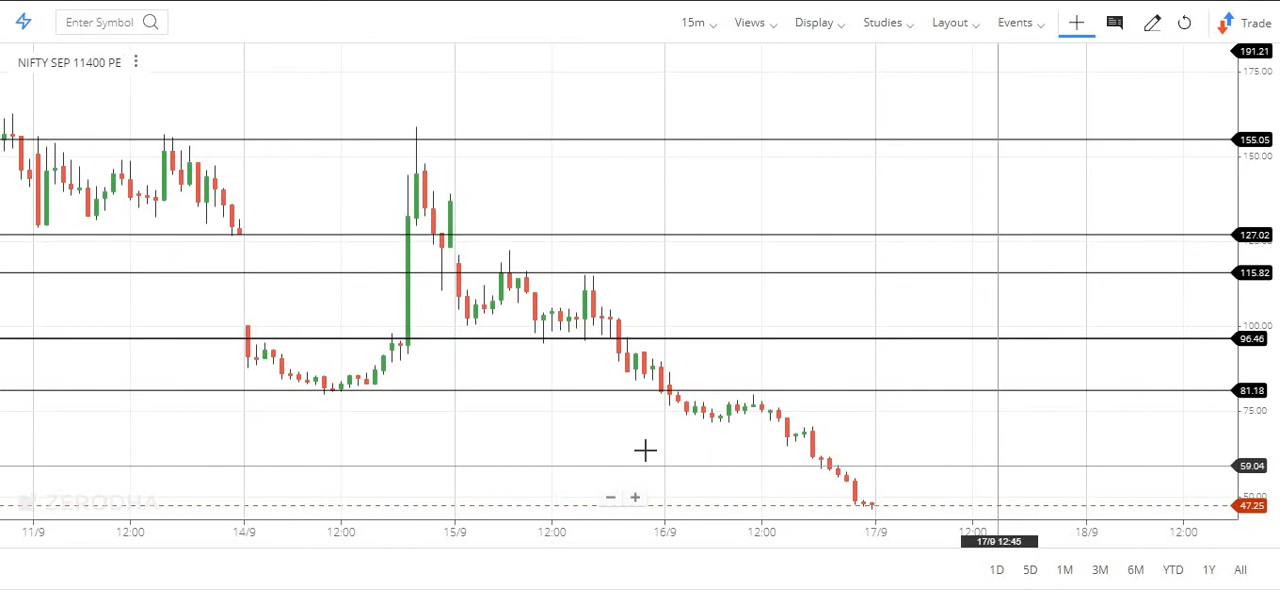 Enter Symbol 15m Views Display Studies Layout Events Trade
NIFTY SEP 11400 PE
191.21
175.00
155.05
150.00
127.02
115.82
100.00
96.46
81.18
75.00
59.04
ZERODHA
50.00
47.25
11/9 12:00 14/9 12:00 15/9 12:00 16/9 12:00 17/9 12:00 18/9 12:00
17/9 12:45
1D 5D 1M 3M 6M YTD 1Y All